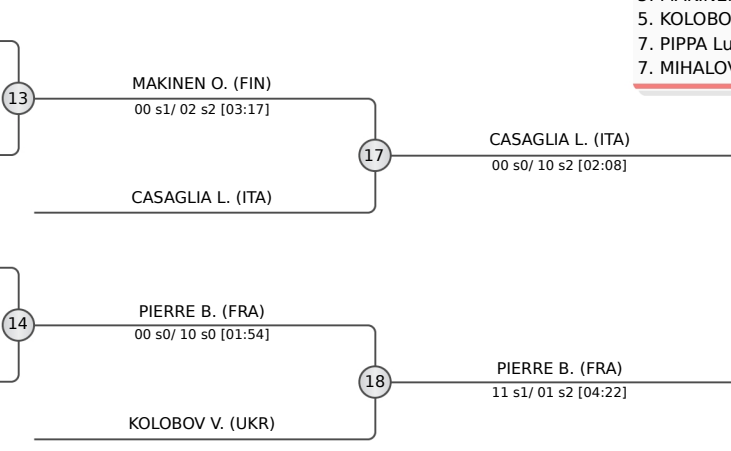 5. KOLOBO
7. PIPPA Lu
7. MIHALOV
13
MAKINEN O. (FIN)
00 s1/ 02 s2 [03:17]
17
CASAGLIA L. (ITA)
00 s0/ 10 s2 [02:08]
CASAGLIA L. (ITA)
14
PIERRE B. (FRA)
00 s0/ 10 s0 [01:54]
18
PIERRE B. (FRA)
11 s1/ 01 s2 [04:22]
KOLOBOV V. (UKR)